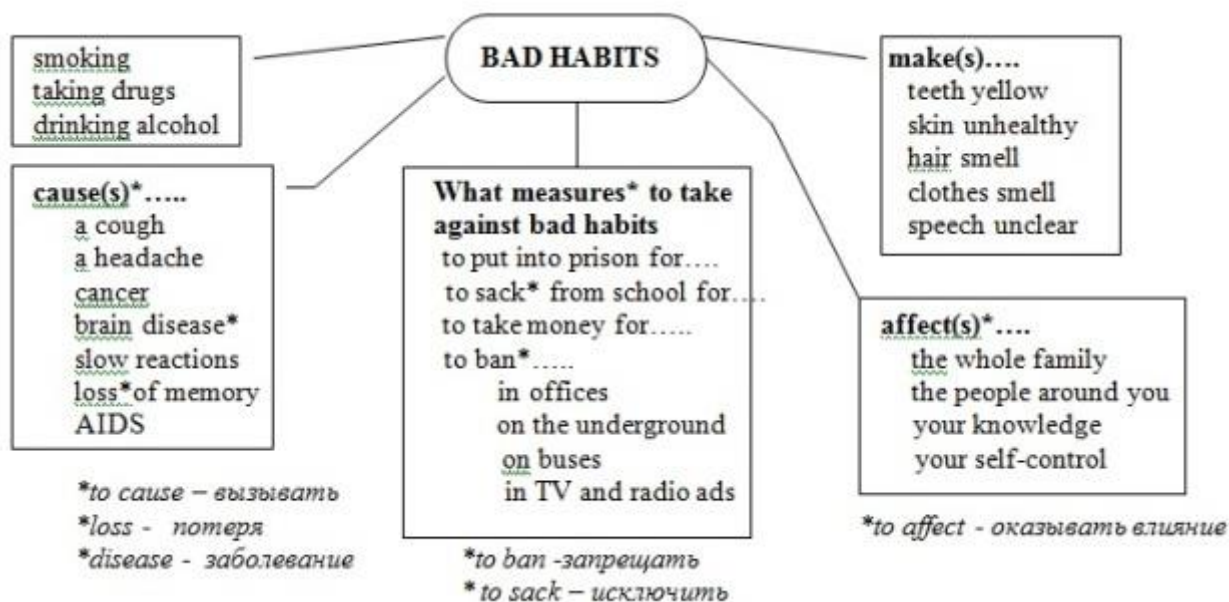 BAD HABITS
smoking
taking drugs
drinking alcohol
cause(s)*.....
a cough
a headache
cancer
brain disease*
slow reactions
loss*of memory
AIDS
*to cause – вызывать
*loss - потеря
*disease - заболевание
What measures* to take
against bad habits
to put into prison for....
to sack* from school for....
to take money for.....
to ban*.....
in offices
on the underground
on buses
in TV and radio ads
*to ban -запрещать
* to sack – исключить
make(s)....
teeth yellow
skin unhealthy
hair smell
clothes smell
speech unclear
affect(s)*....
the whole family
the people around you
your knowledge
your self-control
*to affect - оказывать влияние